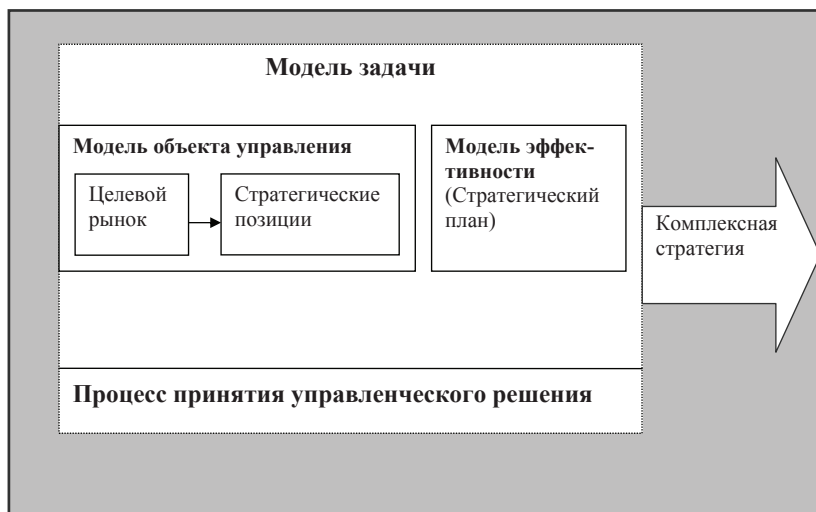 Модель задачи
Модель объекта управления
Целевой
рынок
Стратегические
позиции
Модель эффек-
тивности
(Стратегический
план)
Комплексная
стратегия
Процесс принятия управленческого решения